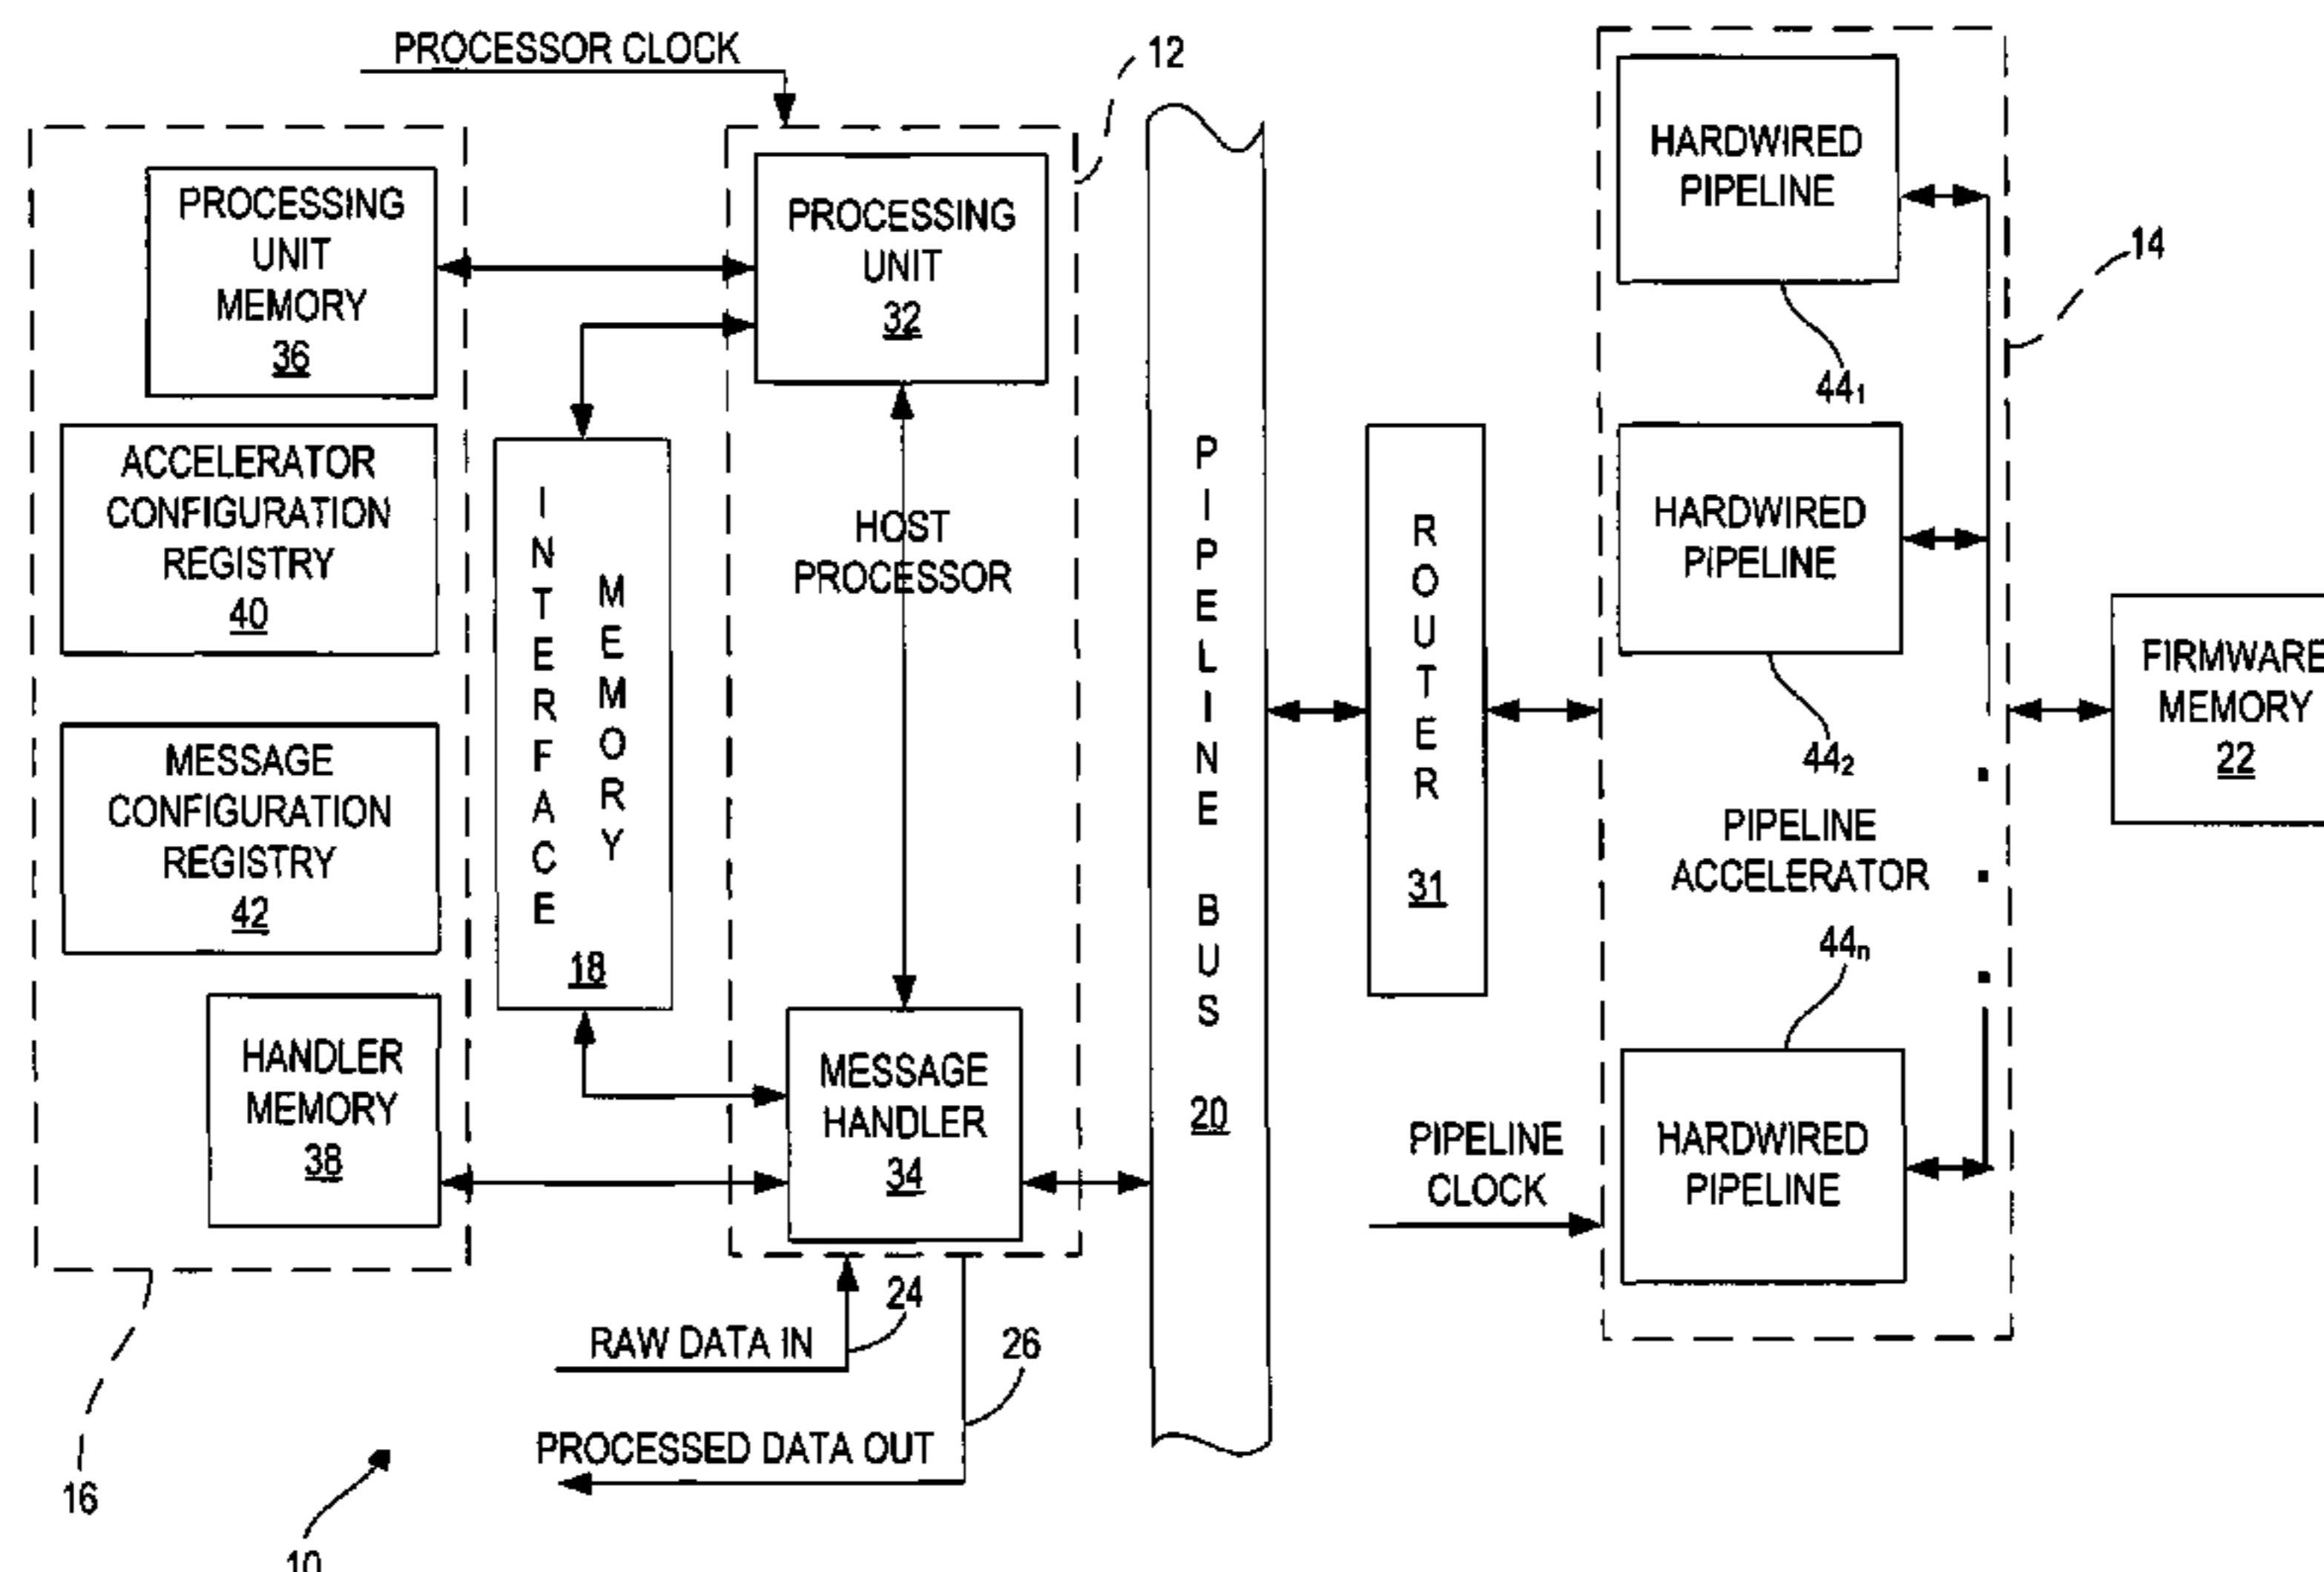 PROCESSOR CLOCK
12
PROCESSING
UNIT
MEMORY
36
ACCELERATOR
CONFIGURATION
REGISTRY
40
MESSAGE
CONFIGURATION
REGISTRY
42
HANDLER
MEMORY
38
16
10
INTERFACE
MEMORY
18
PROCESSING
UNIT
32
HOST
PROCESSOR
MESSAGE
HANDLER
34
24
RAW DATA IN
26
PROCESSED DATA OUT
PIPELINE BUS
20
ROUTER
31
PIPELINE
CLOCK
HARDWIRED
PIPELINE
44₁
14
HARDWIRED
PIPELINE
44₂
PIPELINE
ACCELERATOR
44ₙ
HARDWIRED
PIPELINE
FIRMWARE
MEMORY
22